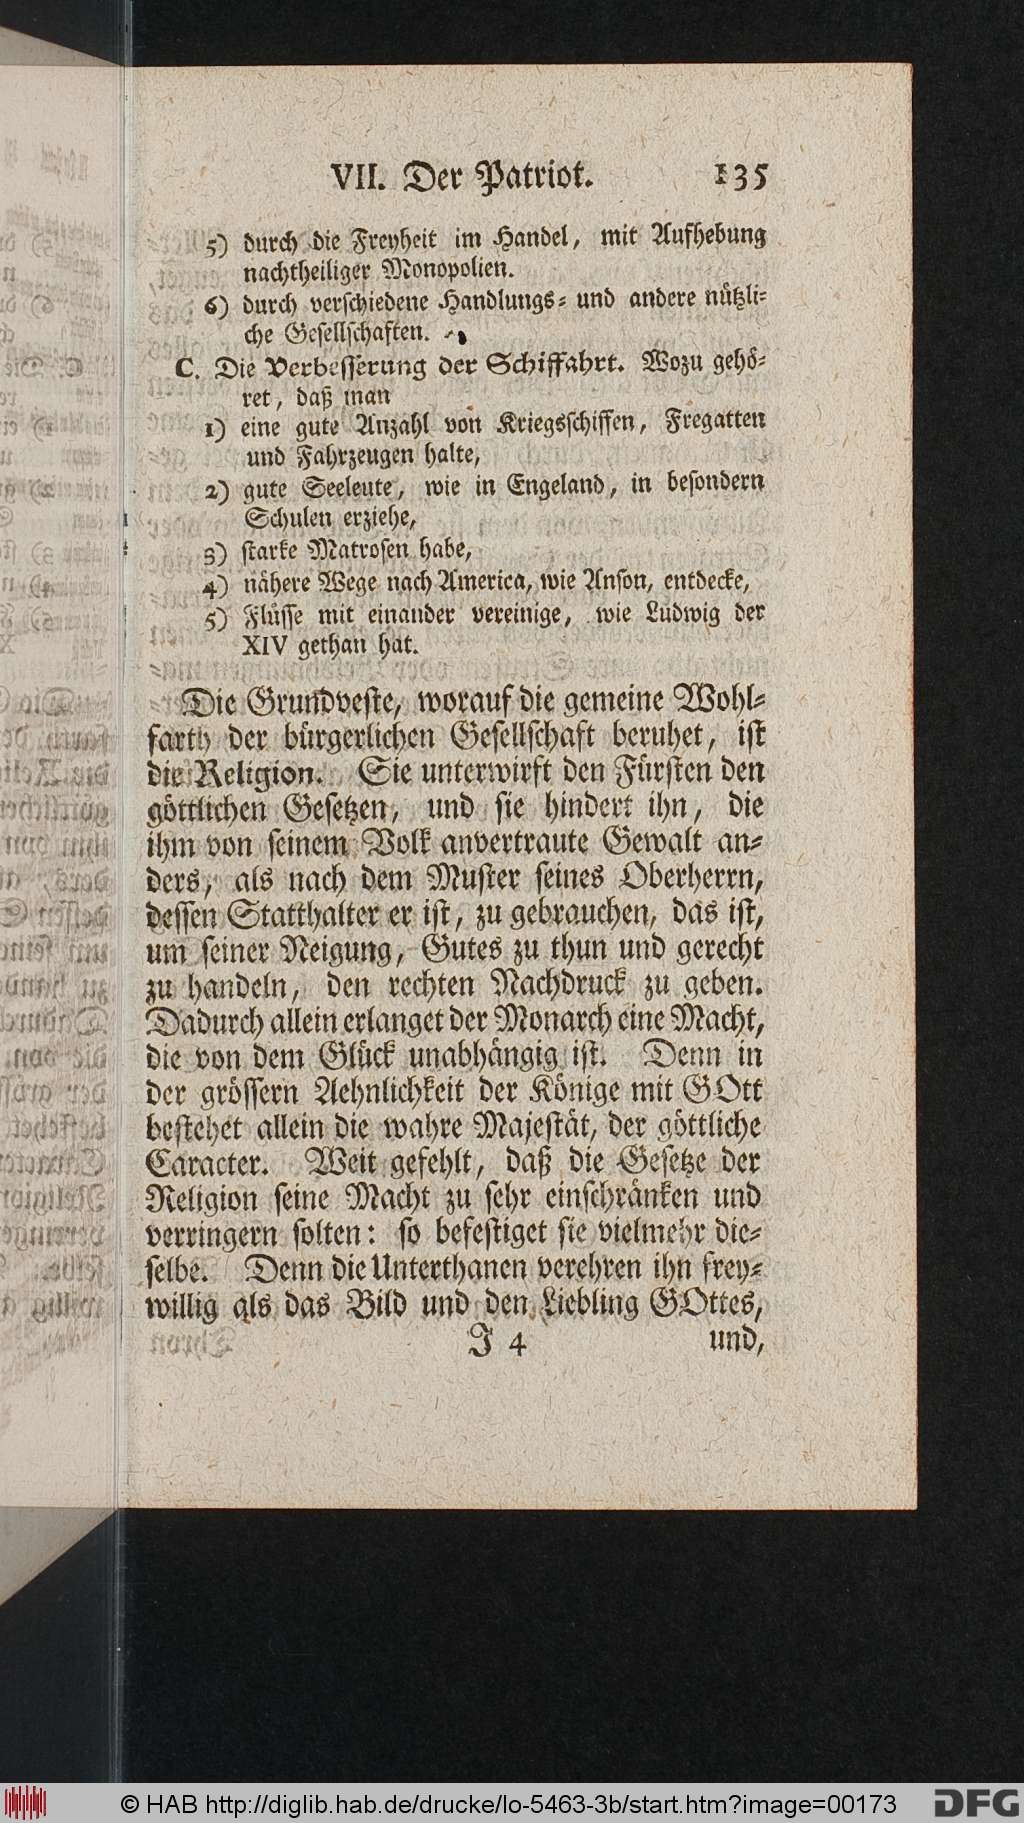 VII. Der Patriot. 135
5) durch die Freyheit im Handel, mit Aufhebung
nachtheiliger Monopolien.
6) durch verschiedene Handlungs- und andere nützli-
che Gesellschaften.
C. Die Verbesserung der Schiffahrt. Wozu gehö-
ret, daß man
1) eine gute Anzahl von Kriegsschiffen, Fregatten
und Fahrzeugen halte,
2) gute Seeleute, wie in Engeland, in besondern
Schulen erziehe,
3) starke Matrosen habe,
4) nähere Wege nach America, wie Anson, entdecke,
5) Flüsse mit einander vereinige, wie Ludwig der
XIV gethan hat.
Die Grundveste, worauf die gemeine Wohl-
farth der bürgerlichen Gesellschaft beruhet, ist
die Religion. Sie unterwirft den Fürsten den
göttlichen Gesetzen, und sie hindert ihn, die
ihm von seinem Volk anvertraute Gewalt an-
ders, als nach dem Muster seines Oberherrn,
dessen Statthalter er ist, zu gebrauchen, das ist,
um seiner Neigung, Gutes zu thun und gerecht
zu handeln, den rechten Nachdruck zu geben.
Dadurch allein erlanget der Monarch eine Macht,
die von dem Glück unabhängig ist. Denn in
der grössern Aehnlichkeit der Könige mit GOtt
bestehet allein die wahre Majestät, der göttliche
Caracter. Weit gefehlt, daß die Gesetze der
Religion seine Macht zu sehr einschränken und
verringern solten: so befestiget sie vielmehr die-
selbe. Denn die Unterthanen verehren ihn frey-
willig als das Bild und den Liebling GOttes,
J 4 und,
© HAB http://diglib.hab.de/drucke/lo-5463-3b/start.htm?image=00173
DFG